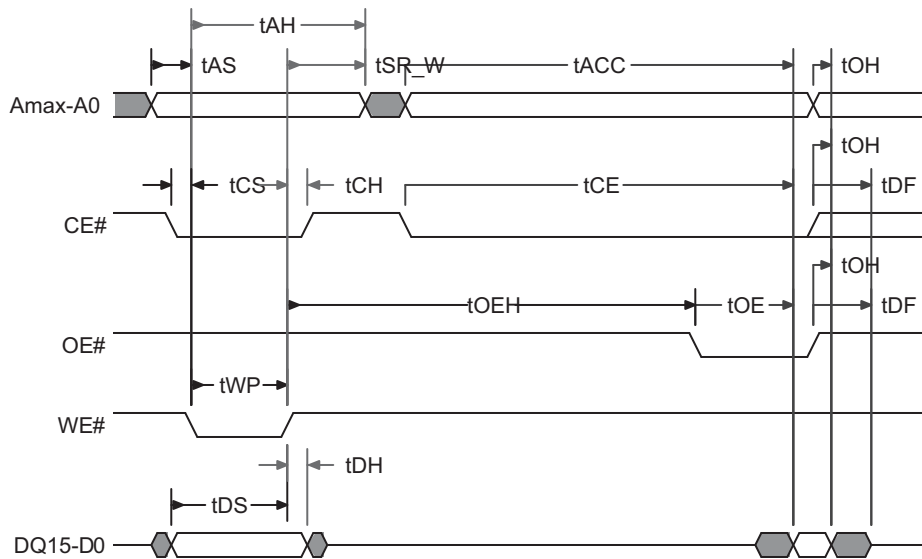 tAH
tAS tSR_W tACC tOH
Amax-A0
tOH
tCS tCH tCE tDF
CE#
tOH
tOEH tOE tDF
OE#
tWP
WE#
tDH
tDS
DQ15-D0